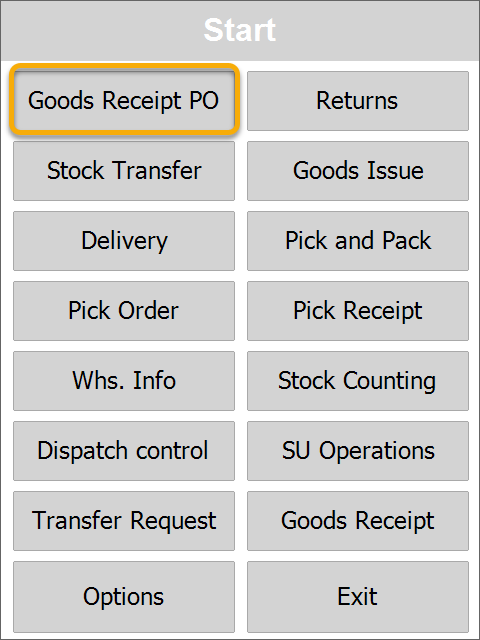 Start
Goods Receipt PO
Returns
Stock Transfer
Goods Issue
Delivery
Pick and Pack
Pick Order
Pick Receipt
Whs. Info
Stock Counting
Dispatch control
SU Operations
Transfer Request
Goods Receipt
Options
Exit